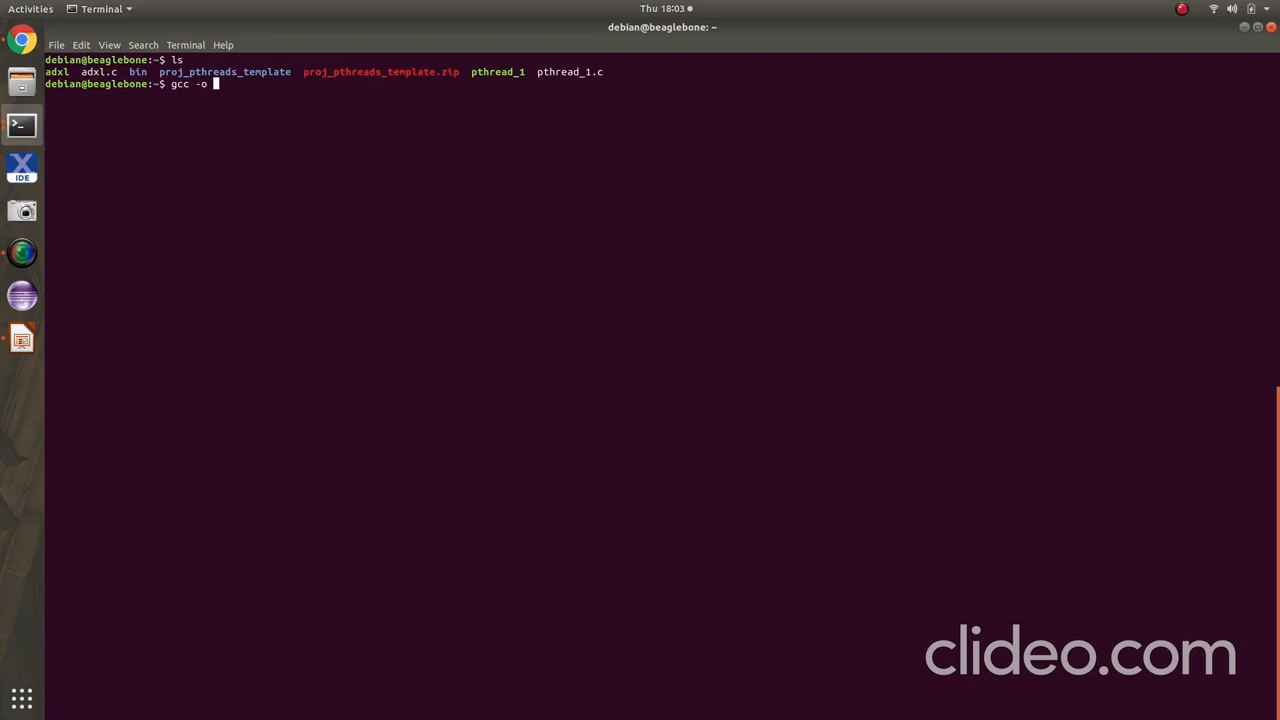 Activities Terminal Thu 18:03
debian@beaglebone: ~
File Edit View Search Terminal Help
debian@beaglebone:~$ ls
adxl adxl.c bin proj_pthreads_template proj_pthreads_template.zip pthread_1 pthread_1.c
debian@beaglebone:~$ gcc -o
X
IDE
clideo.com